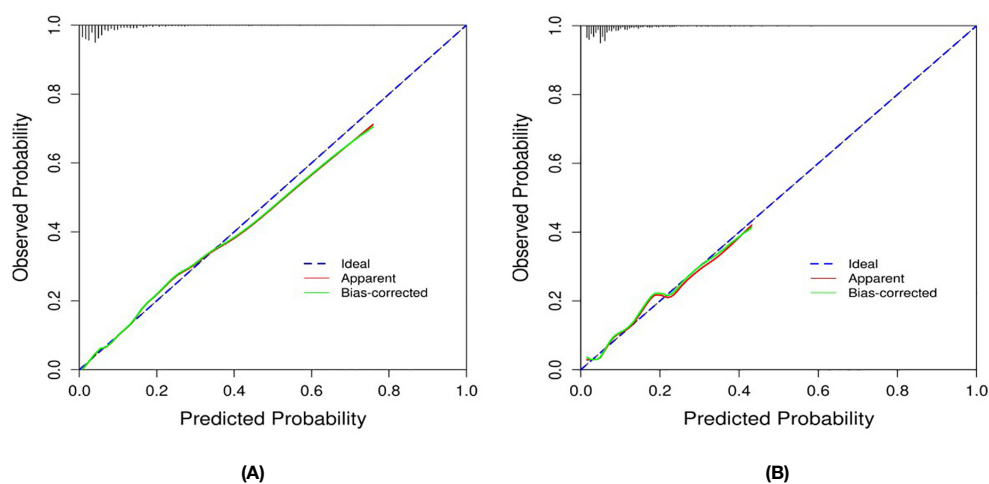 1.0
0.8
0.6
0.4
0.2
0.0
Observed Probability
Ideal
Apparent
Bias-corrected
0.0 0.2 0.4 0.6 0.8 1.0
Predicted Probability
(A)
1.0
0.8
0.6
0.4
0.2
0.0
Observed Probability
Ideal
Apparent
Bias-corrected
0.0 0.2 0.4 0.6 0.8 1.0
Predicted Probability
(B)